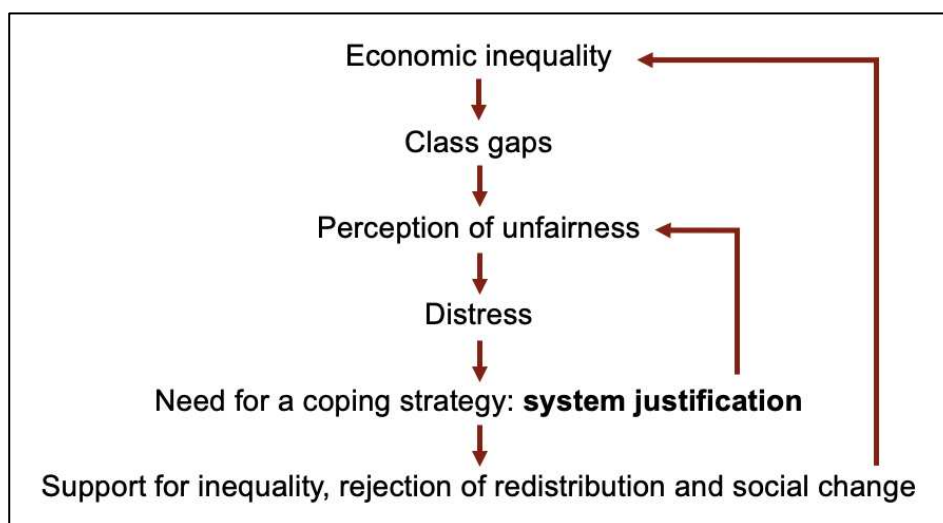 Economic inequality
Class gaps
Perception of unfairness
Distress
Need for a coping strategy: system justification
Support for inequality, rejection of redistribution and social change